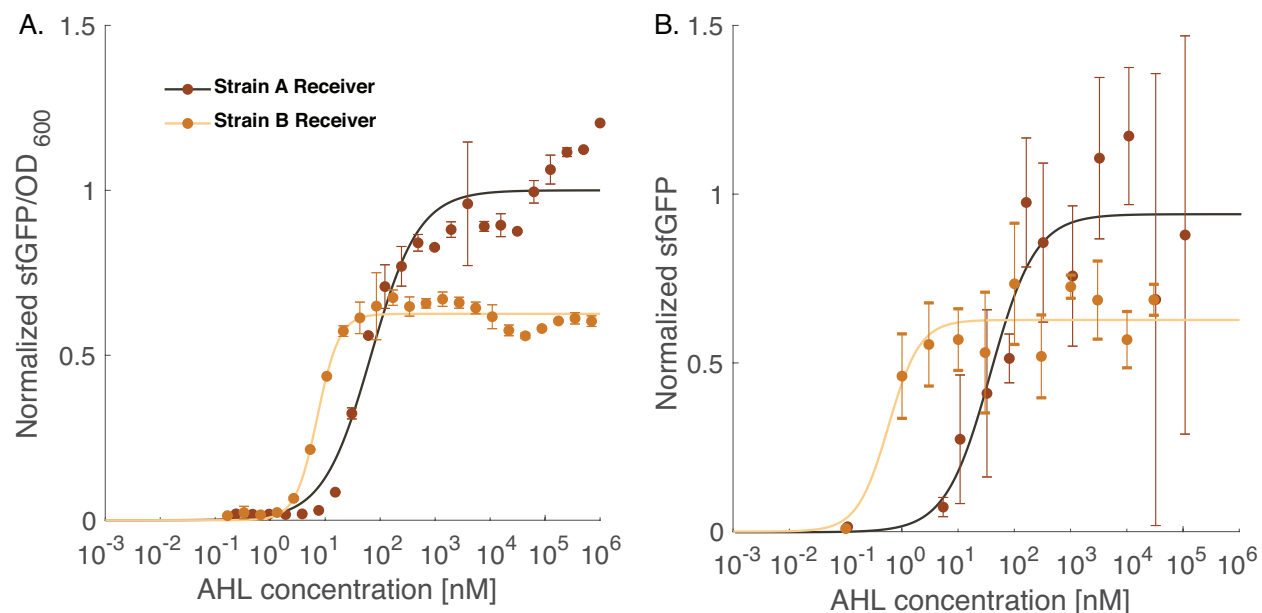 A.
1.5
1
0.5
0
Normalized sfGFP/OD600
Strain A Receiver
Strain B Receiver
10-3 10-2 10-1 100 101 102 103 104 105 106
AHL concentration [nM]
B.
1.5
1
0.5
0
Normalized sfGFP
10-3 10-2 10-1 100 101 102 103 104 105 106
AHL concentration [nM]